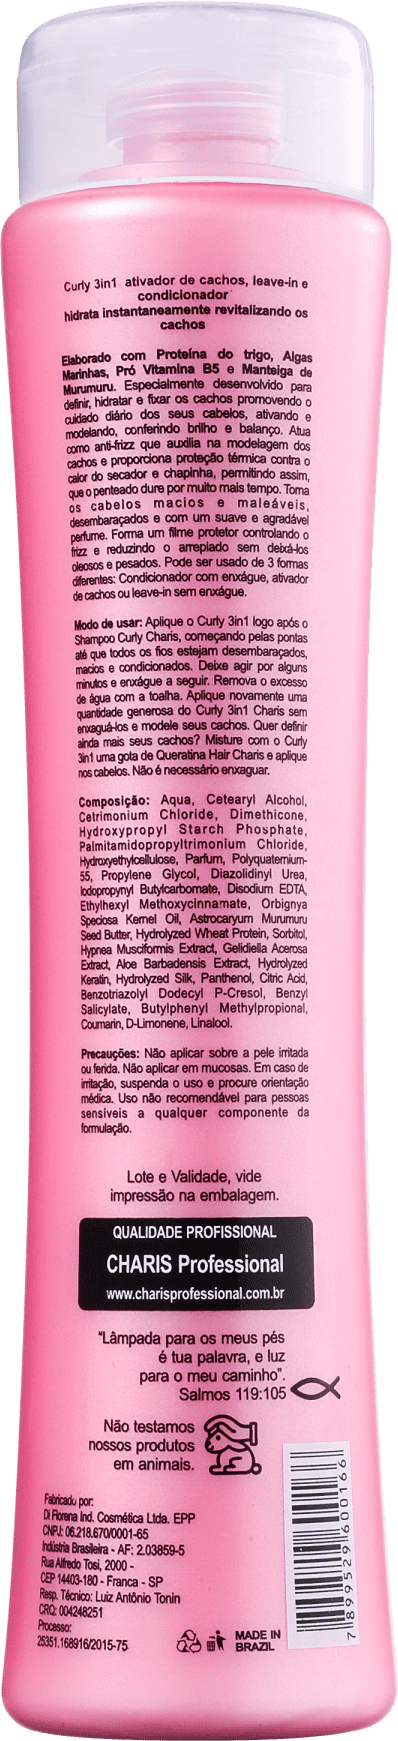 Curly 3in1 ativador de cachos, leave-in e
condicionador
hidrata instantaneamente revitalizando os
cachos
Elaborado com Proteína do trigo, Algas
Marinhas, Pró Vitamina B5 e Manteiga de
Murumuru. Especialmente desenvolvido para
definir, hidratar e fixar os cachos promovendo o
cuidado diário dos seus cabelos, ativando e
modelando, conferindo brilho e balanço. Atua
como anti-frizz que auxilia na modelagem dos
cachos e proporciona proteção térmica contra o
calor do secador e chapinha, permitindo assim,
que o penteado dure por muito mais tempo. Torna
os cabelos macios e maleáveis,
desembaraçados e com um suave e agradável
perfume. Forma um filme protetor controlando o
frizz e reduzindo o arrepiado sem deixá-los
oleosos e pesados. Pode ser usado de 3 formas
diferentes: Condicionador com enxágue, ativador
de cachos ou leave-in sem enxágue.
Modo de usar: Aplique o Curly 3in1 logo após o
Shampoo Curly Charis, começando pelas pontas
até que todos os fios estejam desembaraçados,
macios e condicionados. Deixe agir por alguns
minutos e enxágue a seguir. Remova o excesso
de água com a toalha. Aplique novamente uma
quantidade generosa do Curly 3in1 Charis sem
enxaguá-los e modele seus cachos. Quer definir
ainda mais seus cachos? Misture com o Curly
3in1 uma gota de Queratina Hair Charis e aplique
nos cabelos. Não é necessário enxaguar.
Composição: Aqua, Cetearyl Alcohol,
Cetrimonium Chloride, Dimethicone,
Hydroxypropyl Starch Phosphate,
Palmitamidopropyltrimonium Chloride,
Hydroxyethylcellulose, Parfum, Polyquaternium-
55, Propylene Glycol, Diazolidinyl Urea,
Iodopropynyl Butylcarbomate, Disodium EDTA,
Ethylhexyl Methoxycinnamate, Orbignya
Speciosa Kernel Oil, Astrocaryum Murumuru
Seed Butter, Hydrolyzed Wheat Protein, Sorbitol,
Hypnea Musciformis Extract, Gelidiella Acerosa
Extract, Aloe Barbadensis Extract, Hydrolyzed
Keratin, Hydrolyzed Silk, Panthenol, Citric Acid,
Benzotriazolyl Dodecyl P-Cresol, Benzyl
Salicylate, Butylphenyl Methylpropional,
Coumarin, D-Limonene, Linalool.
Precauções: Não aplicar sobre a pele irritada
ou ferida. Não aplicar em mucosas. Em caso de
irritação, suspenda o uso e procure orientação
médica. Uso não recomendável para pessoas
sensíveis a qualquer componente da
formulação.
Lote e Validade, vide
impressão na embalagem.
QUALIDADE PROFISSIONAL
CHARIS Professional
www.charisprofessional.com.br
“Lâmpada para os meus pés
é tua palavra, e luz
para o meu caminho”.
Salmos 119:105
Não testamos
nossos produtos
em animais.
Fabricado por:
Di Fiorena Ind. Cosmética Ltda. EPP
CNPJ: 06.218.670/0001-65
Indústria Brasileira - AF: 2.03859-5
Rua Alfredo Tosi, 2000 -
CEP 14403-180 - Franca - SP
Resp. Técnico: Luiz Antônio Tonin
CRQ: 004248251
Processo:
25351.168916/2015-75
MADE IN
BRAZIL
7 899529 600166